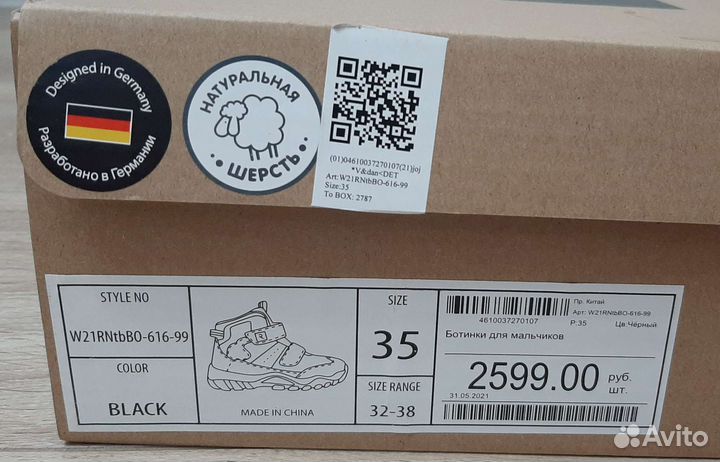 Designed in Germany
Разработано в Германии
НАТУРАЛЬНАЯ
• ШЕРСТЬ •
(01)04610037270107(21)joj
*V&dan<DET
Art:W21RNtbBO-616-99
Size:35
To BOX: 2787
STYLE NO
W21RNtbBO-616-99
COLOR
BLACK
MADE IN CHINA
SIZE
35
SIZE RANGE
32-38
4610037270107
Пр. Китай
Арт: W21RNtbBO-616-99
Р:35 Цв:Чёрный
Ботинки для мальчиков
2599.00 руб.
шт.
31.05.2021
Avito